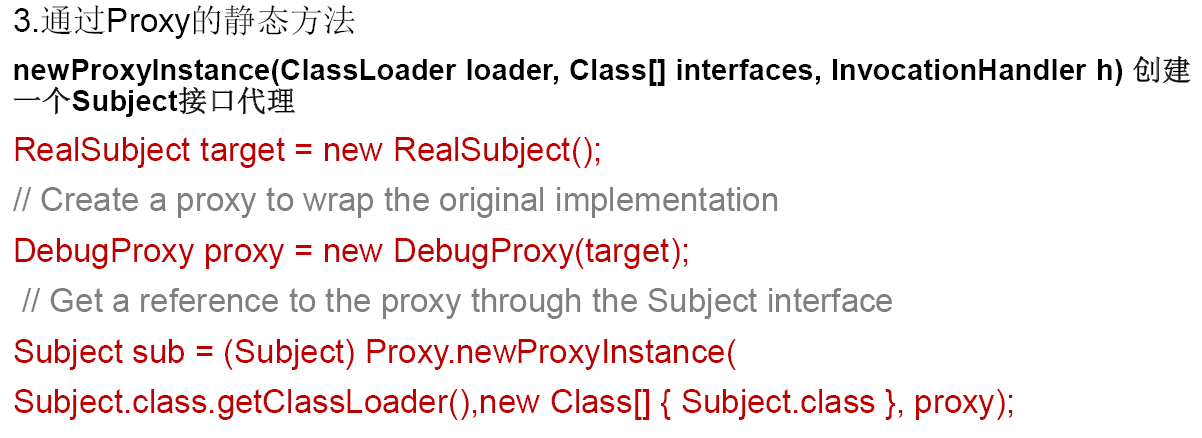 3.通过Proxy的静态方法
newProxyInstance(ClassLoader loader, Class[] interfaces, InvocationHandler h) 创建
一个Subject接口代理
RealSubject target = new RealSubject();
// Create a proxy to wrap the original implementation
DebugProxy proxy = new DebugProxy(target);
// Get a reference to the proxy through the Subject interface
Subject sub = (Subject) Proxy.newProxyInstance(
Subject.class.getClassLoader(),new Class[] { Subject.class }, proxy);